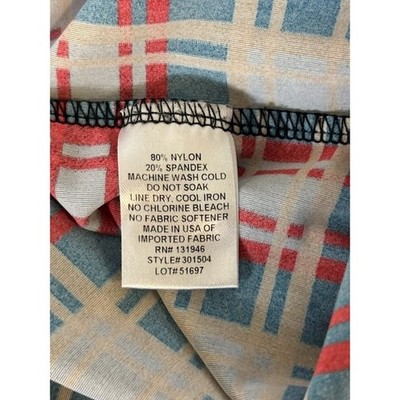 80% NYLON
20% SPANDEX
MACHINE WASH COLD
DO NOT SOAK
LINE DRY, COOL IRON
NO CHLORINE BLEACH
NO FABRIC SOFTENER
MADE IN USA OF
IMPORTED FABRIC
RN# 131946
STYLE#301504
LOT#51697